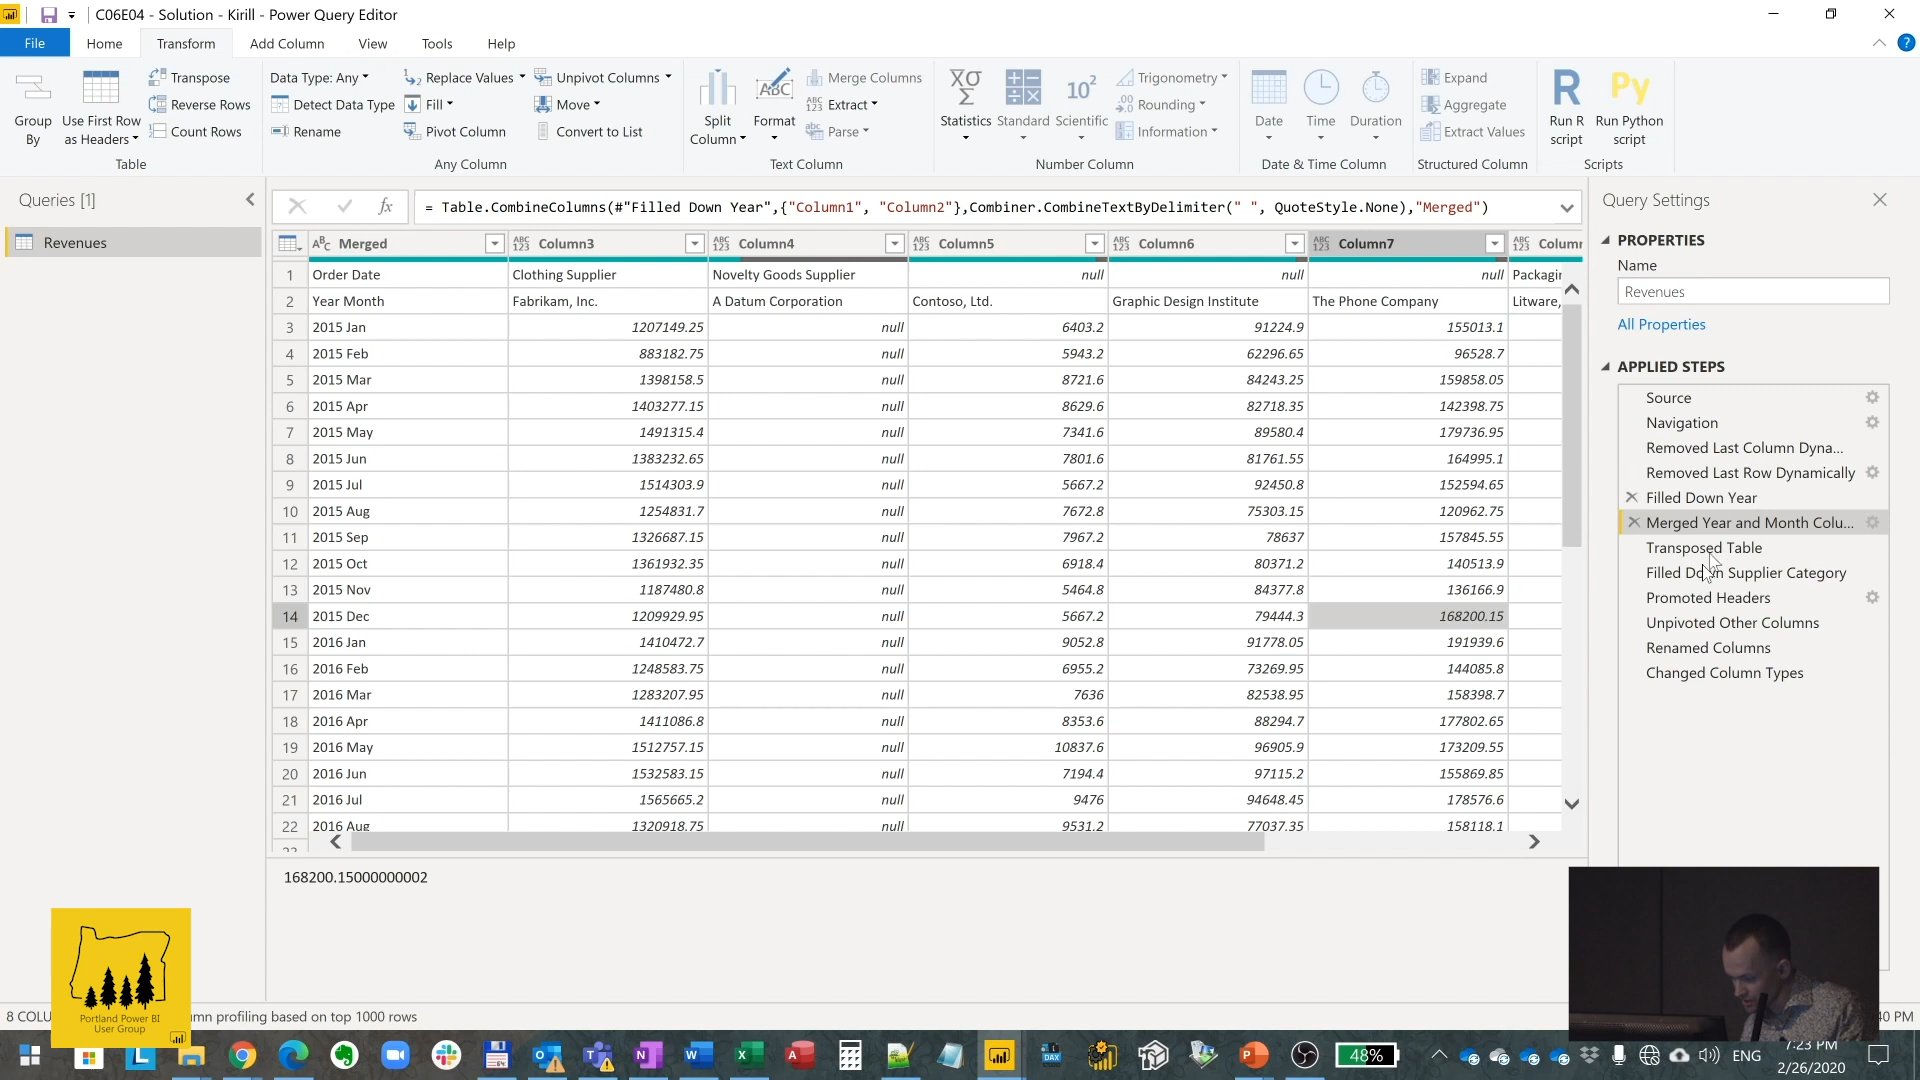 C06E04 - Solution - Kirill - Power Query Editor
File Home Transform Add Column View Tools Help
Group By
Use First Row as Headers
Transpose
Reverse Rows
Count Rows
Table
Data Type: Any
Detect Data Type
Rename
Replace Values
Fill
Pivot Column
Unpivot Columns
Move
Convert to List
Any Column
Split Column
Format
Merge Columns
Extract
Parse
Text Column
Statistics
Standard
Scientific
Trigonometry
Rounding
Information
Number Column
Date
Time
Duration
Date & Time Column
Expand
Aggregate
Extract Values
Structured Column
Run R script
Run Python script
Scripts
Queries [1]
Revenues
= Table.CombineColumns(#"Filled Down Year",{"Column1", "Column2"},Combiner.CombineTextByDelimiter(" ", QuoteStyle.None),"Merged")
Merged Column3 Column4 Column5 Column6 Column7 Colum
1 Order Date Clothing Supplier Novelty Goods Supplier null null null Packagin
2 Year Month Fabrikam, Inc. A Datum Corporation Contoso, Ltd. Graphic Design Institute The Phone Company Litware,
3 2015 Jan 1207149.25 null 6403.2 91224.9 155013.1
4 2015 Feb 883182.75 null 5943.2 62296.65 96528.7
5 2015 Mar 1398158.5 null 8721.6 84243.25 159858.05
6 2015 Apr 1403277.15 null 8629.6 82718.35 142398.75
7 2015 May 1491315.4 null 7341.6 89580.4 179736.95
8 2015 Jun 1383232.65 null 7801.6 81761.55 164995.1
9 2015 Jul 1514303.9 null 5667.2 92450.8 152594.65
10 2015 Aug 1254831.7 null 7672.8 75303.15 120962.75
11 2015 Sep 1326687.15 null 7967.2 78637 157845.55
12 2015 Oct 1361932.35 null 6918.4 80371.2 140513.9
13 2015 Nov 1187480.8 null 5464.8 84377.8 136166.9
14 2015 Dec 1209929.95 null 5667.2 79444.3 168200.15
15 2016 Jan 1410472.7 null 9052.8 91778.05 191939.6
16 2016 Feb 1248583.75 null 6955.2 73269.95 144085.8
17 2016 Mar 1283207.95 null 7636 82538.95 158398.7
18 2016 Apr 1411086.8 null 8353.6 88294.7 177802.65
19 2016 May 1512757.15 null 10837.6 96905.9 173209.55
20 2016 Jun 1532583.15 null 7194.4 97115.2 155869.85
21 2016 Jul 1565665.2 null 9476 94648.45 178576.6
22 2016 Aug 1320918.75 null 9531.2 77037.35 158118.1
168200.15000000002
Query Settings
PROPERTIES
Name
Revenues
All Properties
APPLIED STEPS
Source
Navigation
Removed Last Column Dyna...
Removed Last Row Dynamically
Filled Down Year
Merged Year and Month Colu...
Transposed Table
Filled Down Supplier Category
Promoted Headers
Unpivoted Other Columns
Renamed Columns
Changed Column Types
Portland Power BI
User Group
8 COLU
mn profiling based on top 1000 rows
40 PM
48%
ENG
7:23 PM
2/26/2020